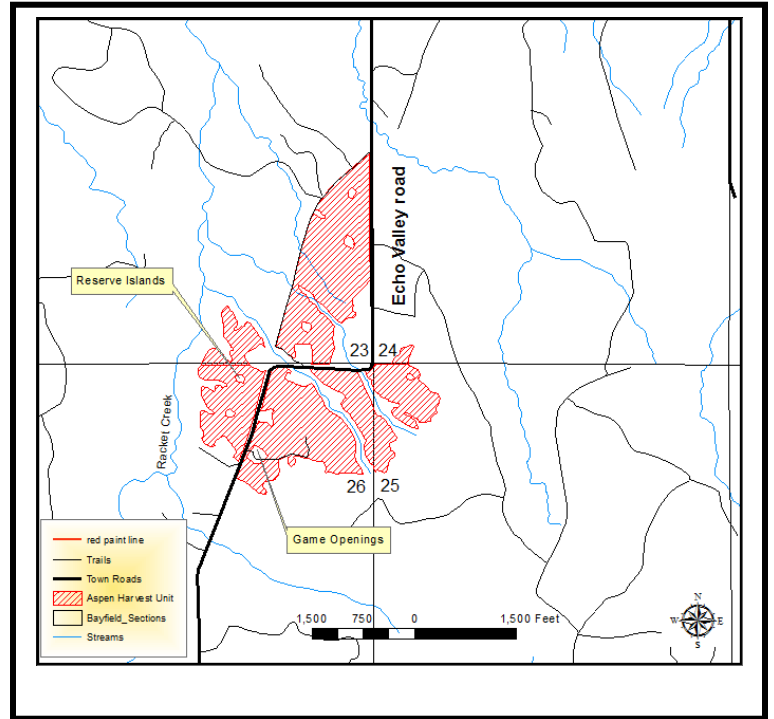 Echo Valley road
Reserve Islands
23 24
Racket Creek
26 25
Game Openings
red paint line
Trails
Town Roads
Aspen Harvest Unit
Bayfield_Sections
Streams
1,500 750 0 1,500 Feet
N
W E
S